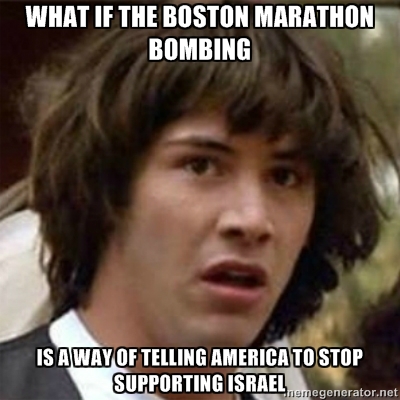 WHAT IF THE BOSTON MARATHON
BOMBING
IS A WAY OF TELLING AMERICA TO STOP
SUPPORTING ISRAEL
memegenerator.net